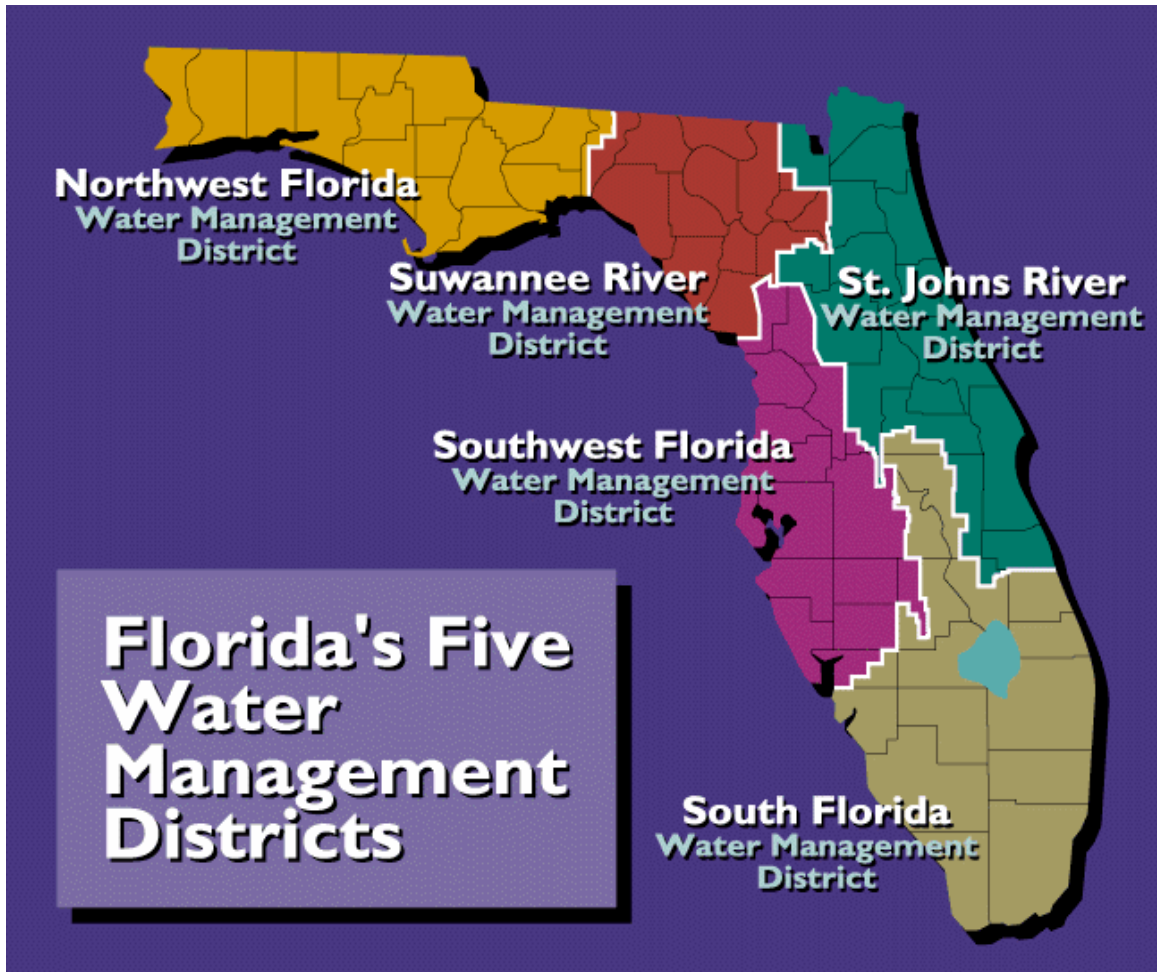 Northwest Florida
Water Management
District
Suwannee River
Water Management
District
St. Johns River
Water Management
District
Southwest Florida
Water Management
District
Florida's Five
Water
Management
Districts
South Florida
Water Management
District